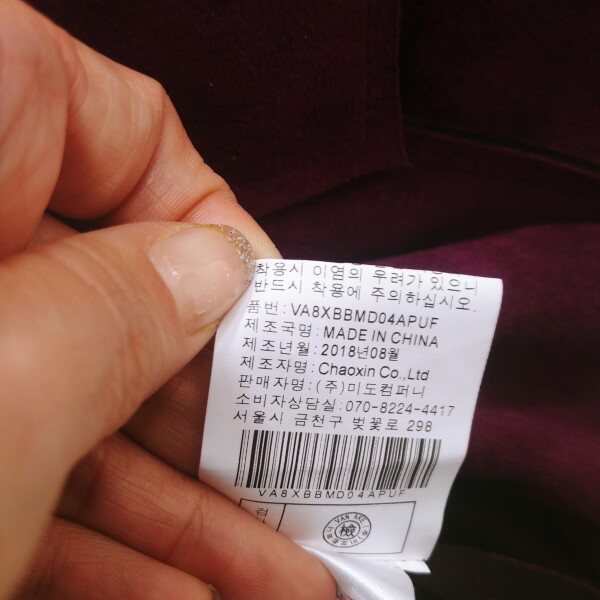 착용시 이염의 우려가 있으니
반드시 착용에 주의하십시오.
품번: VA8XBBMD04APUF
제조국명: MADE IN CHINA
제조년월: 2018년08월
제조자명: Chaoxin Co.,Ltd
판매자명: (주)미도컴퍼니
소비자상담실: 070-8224-4417
서울시 금천구 벚꽃로 298
VA8XBBMD04APUF
검
VAN
檢